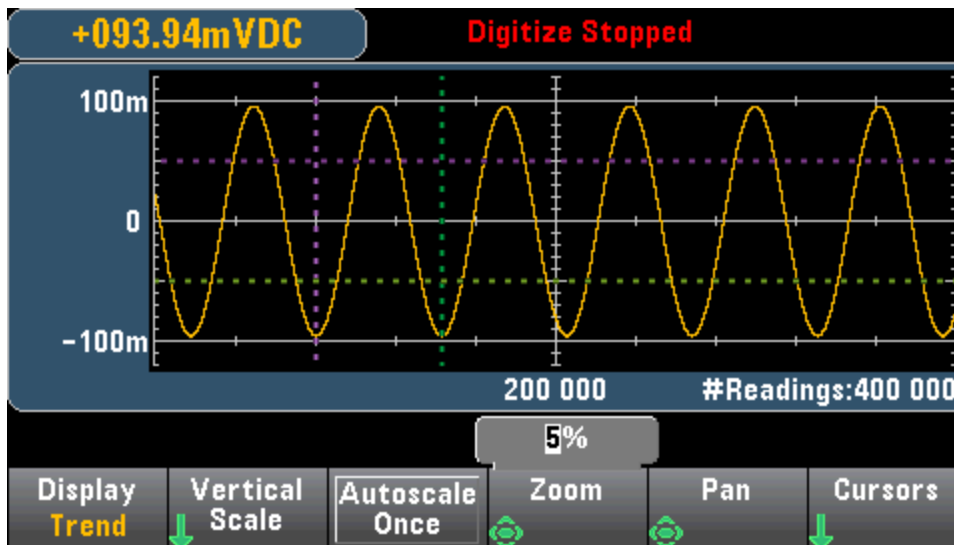 +093.94mVDC
Digitize Stopped
100m
0
-100m
200 000
#Readings:400 000
5%
Display
Trend
Vertical
Scale
Autoscale
Once
Zoom
Pan
Cursors